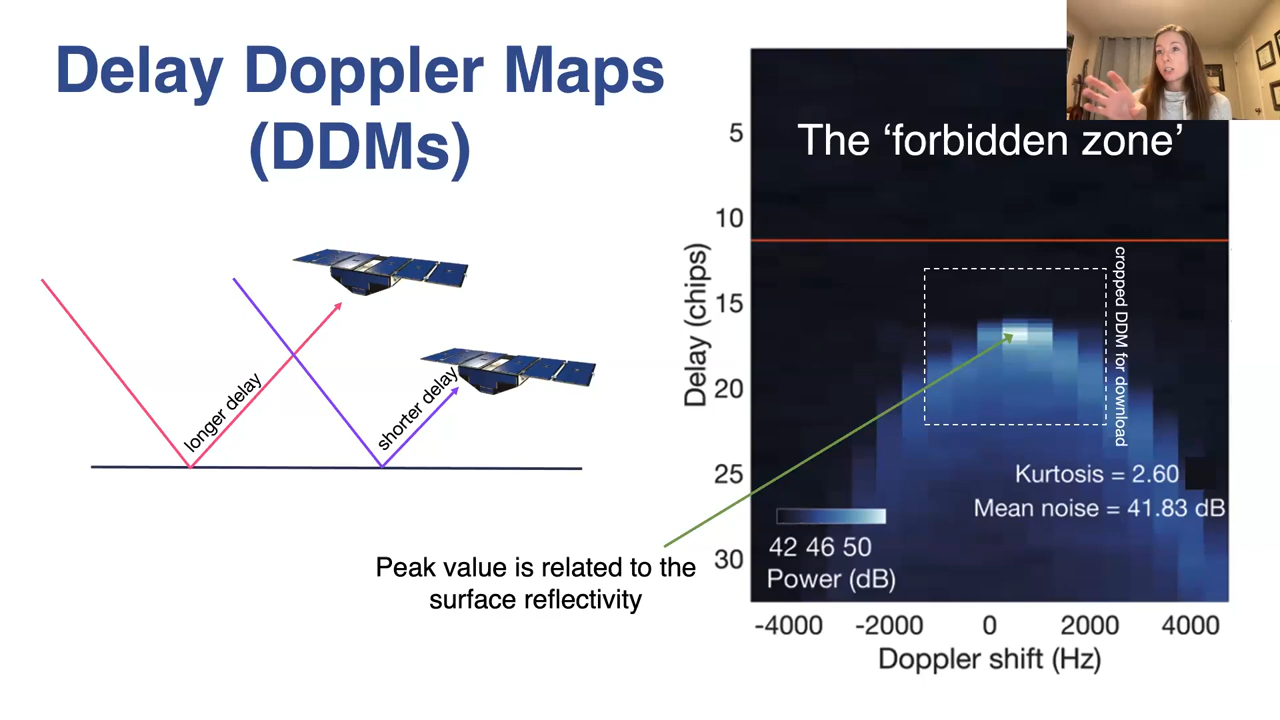 Delay Doppler Maps
(DDMs)
longer delay
shorter delay
Peak value is related to the
surface reflectivity
The ‘forbidden zone’
cropped DDM for download
Kurtosis = 2.60
Mean noise = 41.83 dB
42 46 50
Power (dB)
Delay (chips)
5
10
15
20
25
30
-4000 -2000 0 2000 4000
Doppler shift (Hz)